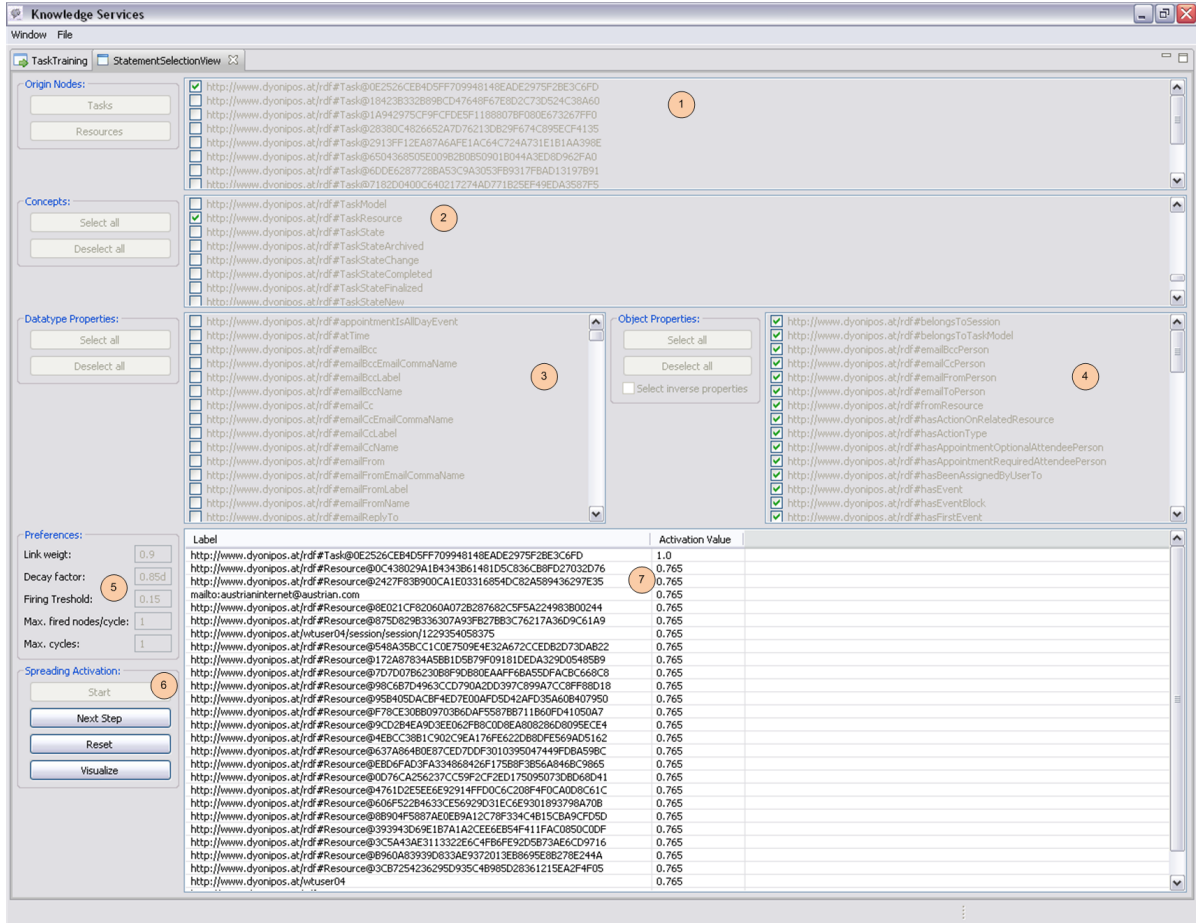 Knowledge Services
Window File
TaskTraining StatementSelectionView
Origin Nodes:
Tasks
Resources
http://www.dyonipos.at/rdf#Task@0E2526CEB4D5FF709948148EADE2975F2BE3C6FD
http://www.dyonipos.at/rdf#Task@18423B332B89BCD47648F67E8D2C73D524C38A60
http://www.dyonipos.at/rdf#Task@1A942975CF9FCFDE5F1188807BF080E673267FF0
http://www.dyonipos.at/rdf#Task@28380C4826652A7D76213DB29F674C895ECF4135
http://www.dyonipos.at/rdf#Task@2913FF12EA87A6AFE1AC64C724A731E1B1AA398E
http://www.dyonipos.at/rdf#Task@6504368505E009B2B0B50901B044A3ED8D962FA0
http://www.dyonipos.at/rdf#Task@6DDE6287728BA53C9A3053FB9317FBAD13197B91
http://www.dyonipos.at/rdf#Task@7182D0400C640217274AD771B25EF49EDA3587F5
1
Concepts:
Select all
Deselect all
http://www.dyonipos.at/rdf#TaskModel
http://www.dyonipos.at/rdf#TaskResource
http://www.dyonipos.at/rdf#TaskState
http://www.dyonipos.at/rdf#TaskStateArchived
http://www.dyonipos.at/rdf#TaskStateChange
http://www.dyonipos.at/rdf#TaskStateCompleted
http://www.dyonipos.at/rdf#TaskStateFinalized
http://www.dyonipos.at/rdf#TaskStateNew
2
Datatype Properties:
Select all
Deselect all
http://www.dyonipos.at/rdf#appointmentIsAllDayEvent
http://www.dyonipos.at/rdf#atTime
http://www.dyonipos.at/rdf#emailBcc
http://www.dyonipos.at/rdf#emailBccEmailCommaName
http://www.dyonipos.at/rdf#emailBccLabel
http://www.dyonipos.at/rdf#emailBccName
http://www.dyonipos.at/rdf#emailCc
http://www.dyonipos.at/rdf#emailCcEmailCommaName
http://www.dyonipos.at/rdf#emailCcLabel
http://www.dyonipos.at/rdf#emailCcName
http://www.dyonipos.at/rdf#emailFrom
http://www.dyonipos.at/rdf#emailFromEmailCommaName
http://www.dyonipos.at/rdf#emailFromLabel
http://www.dyonipos.at/rdf#emailFromName
http://www.dyonipos.at/rdf#emailReplyTo
3
Object Properties:
Select all
Deselect all
Select inverse properties
http://www.dyonipos.at/rdf#belongsToSession
http://www.dyonipos.at/rdf#belongsToTaskModel
http://www.dyonipos.at/rdf#emailBccPerson
http://www.dyonipos.at/rdf#emailCcPerson
http://www.dyonipos.at/rdf#emailFromPerson
http://www.dyonipos.at/rdf#emailToPerson
http://www.dyonipos.at/rdf#fromResource
http://www.dyonipos.at/rdf#hasActionOnRelatedResource
http://www.dyonipos.at/rdf#hasActionType
http://www.dyonipos.at/rdf#hasAppointmentOptionalAttendeePerson
http://www.dyonipos.at/rdf#hasAppointmentRequiredAttendeePerson
http://www.dyonipos.at/rdf#hasBeenAssignedByUserTo
http://www.dyonipos.at/rdf#hasEvent
http://www.dyonipos.at/rdf#hasEventBlock
http://www.dyonipos.at/rdf#hasFirstEvent
4
Preferences:
Link weigt: 0.9
Decay factor: 0.85d
Firing Treshold: 0.15
Max. fired nodes/cycle: 1
Max. cycles: 1
5
Spreading Activation:
Start
Next Step
Reset
Visualize
6
Label Activation Value
http://www.dyonipos.at/rdf#Task@0E2526CEB4D5FF709948148EADE2975F2BE3C6FD 1.0
http://www.dyonipos.at/rdf#Resource@0C438029A1B4343B61481D5C836CB8FD27032D76 0.765
http://www.dyonipos.at/rdf#Resource@2427F83B900CA1E03316854DC82A589436297E35 0.765
mailto:austrianinternet@austrian.com 0.765
http://www.dyonipos.at/rdf#Resource@8E021CF82060A072B287682C5F5A224983B00244 0.765
http://www.dyonipos.at/rdf#Resource@875D829B336307A93FB27BB3C76217A36D9C61A9 0.765
http://www.dyonipos.at/wtuser04/session/session/1229354058375 0.765
http://www.dyonipos.at/rdf#Resource@548A35BCC1C0E7509E4E32A672CCEDB2D73DAB22 0.765
http://www.dyonipos.at/rdf#Resource@172A87834A5BB1D5B79F09181DEDA329D05485B9 0.765
http://www.dyonipos.at/rdf#Resource@7D7D07B6230B8F9DB80EAAFF6BA55DFACBC668C8 0.765
http://www.dyonipos.at/rdf#Resource@98C6B7D4963CCD790A2DD397C899A7CC8FF88D18 0.765
http://www.dyonipos.at/rdf#Resource@95B405DACBF4ED7E00AFD5D42AFD35A60B407950 0.765
http://www.dyonipos.at/rdf#Resource@F78CE30BB09703B6DAF5587BB711B60FD41050A7 0.765
http://www.dyonipos.at/rdf#Resource@9CD2B4EA9D3EE062FB8C0D8EA808286D8095ECE4 0.765
http://www.dyonipos.at/rdf#Resource@4EBCC38B1C902C9EA176FE622DB8DFE569AD5162 0.765
http://www.dyonipos.at/rdf#Resource@637A864B0E87CED7DDF3010395047449FDBA59BC 0.765
http://www.dyonipos.at/rdf#Resource@EBD6FAD3FA334868426F175B8F3B56A846BC9865 0.765
http://www.dyonipos.at/rdf#Resource@0D76CA256237CC59F2CF2ED175095073DBD68D41 0.765
http://www.dyonipos.at/rdf#Resource@4761D2E5EE6E92914FFD0C6C208F4F0CA0D8C61C 0.765
http://www.dyonipos.at/rdf#Resource@606F522B4633CE56929D31EC6E9301893798A70B 0.765
http://www.dyonipos.at/rdf#Resource@8B904F5887AE0EB9A12C78F334C4B15CBA9CFD5D 0.765
http://www.dyonipos.at/rdf#Resource@393943D69E1B7A1A2CEE6EB54F411FAC0850C0DF 0.765
http://www.dyonipos.at/rdf#Resource@3C5A43AE3113322E6C4FB6FE92D5B73AE6CD9716 0.765
http://www.dyonipos.at/rdf#Resource@B960A83939D833AE9372013EB8695E8B278E244A 0.765
http://www.dyonipos.at/rdf#Resource@3CB7254236295D935C4B985D28361215EA2F4F05 0.765
http://www.dyonipos.at/wtuser04 0.765
7